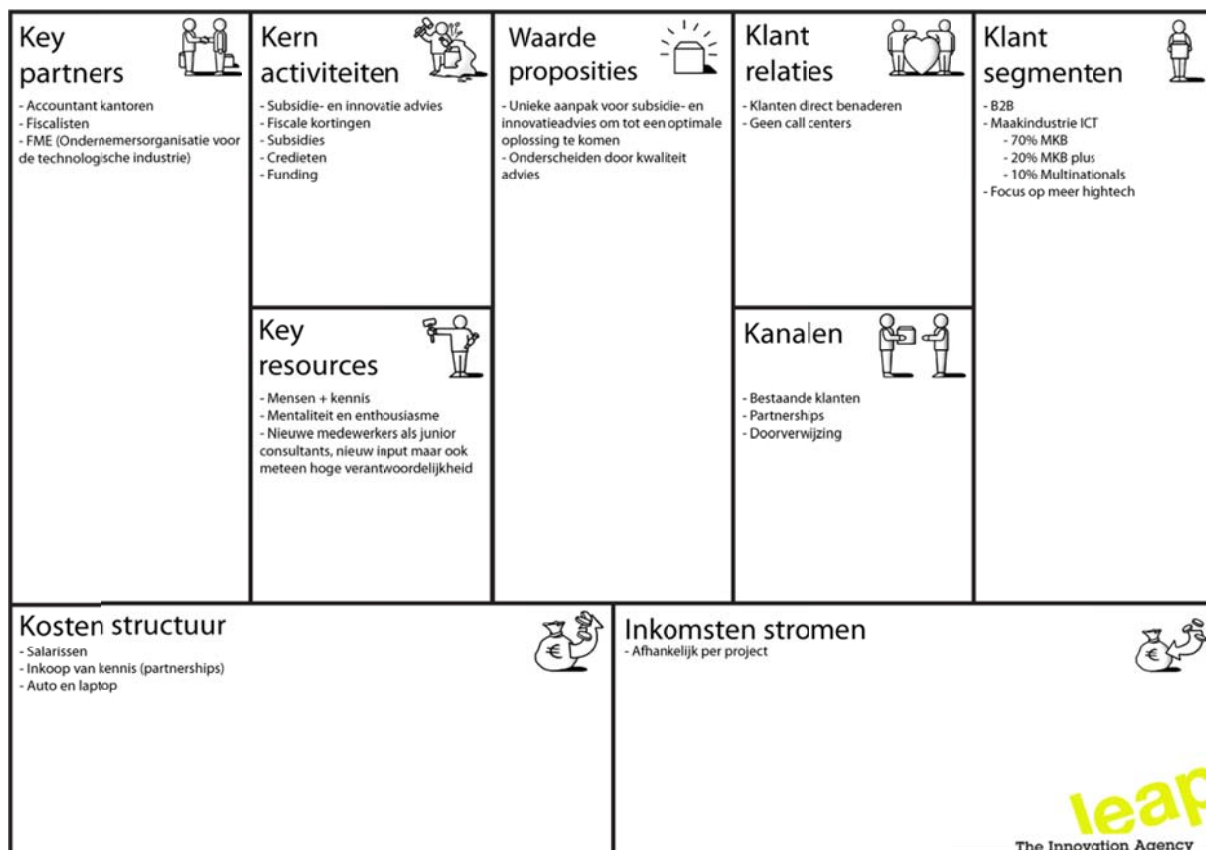 Key
partners
- Accountant kantoren
- Fiscalisten
- FME (Ondernemersorganisatie voor
de technologische industrie)
Kern
activiteiten
- Subsidie- en innovatie advies
- Fiscale kortingen
- Subsidies
- Credieten
- Funding
Key
resources
- Mensen + kennis
- Mentaliteit en enthousiasme
- Nieuwe medewerkers als junior
consultants, nieuw input maar ook
meteen hoge verantwoordelijkheid
Waarde
proposities
- Unieke aanpak voor subsidie- en
innovatieadvies om tot een optimale
oplossing te komen
- Onderscheiden door kwaliteit
advies
Klant
relaties
- Klanten direct benaderen
- Geen call centers
Kanalen
- Bestaande klanten
- Partnerships
- Doorverwijzing
Klant
segmenten
- B2B
- Maakindustrie ICT
- 70% MKB
- 20% MKB plus
- 10% Multinationals
- Focus op meer hightech
Kosten structuur
- Salarissen
- Inkoop van kennis (partnerships)
- Auto en laptop
€
Inkomsten stromen
- Afhankelijk per project
€
leap
The Innovation Agency